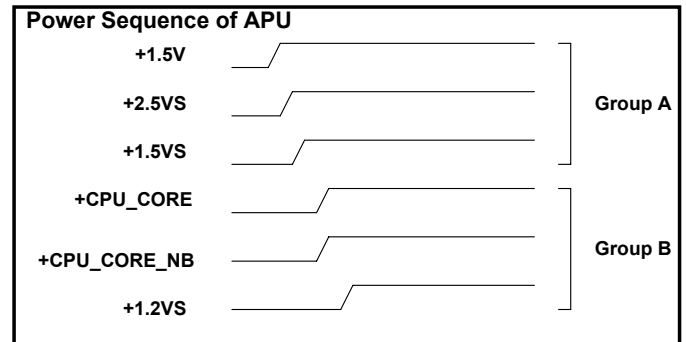 Power Sequence of APU
+1.5V
+2.5VS
Group A
+1.5VS
+CPU_CORE
+CPU_CORE_NB
Group B
+1.2VS